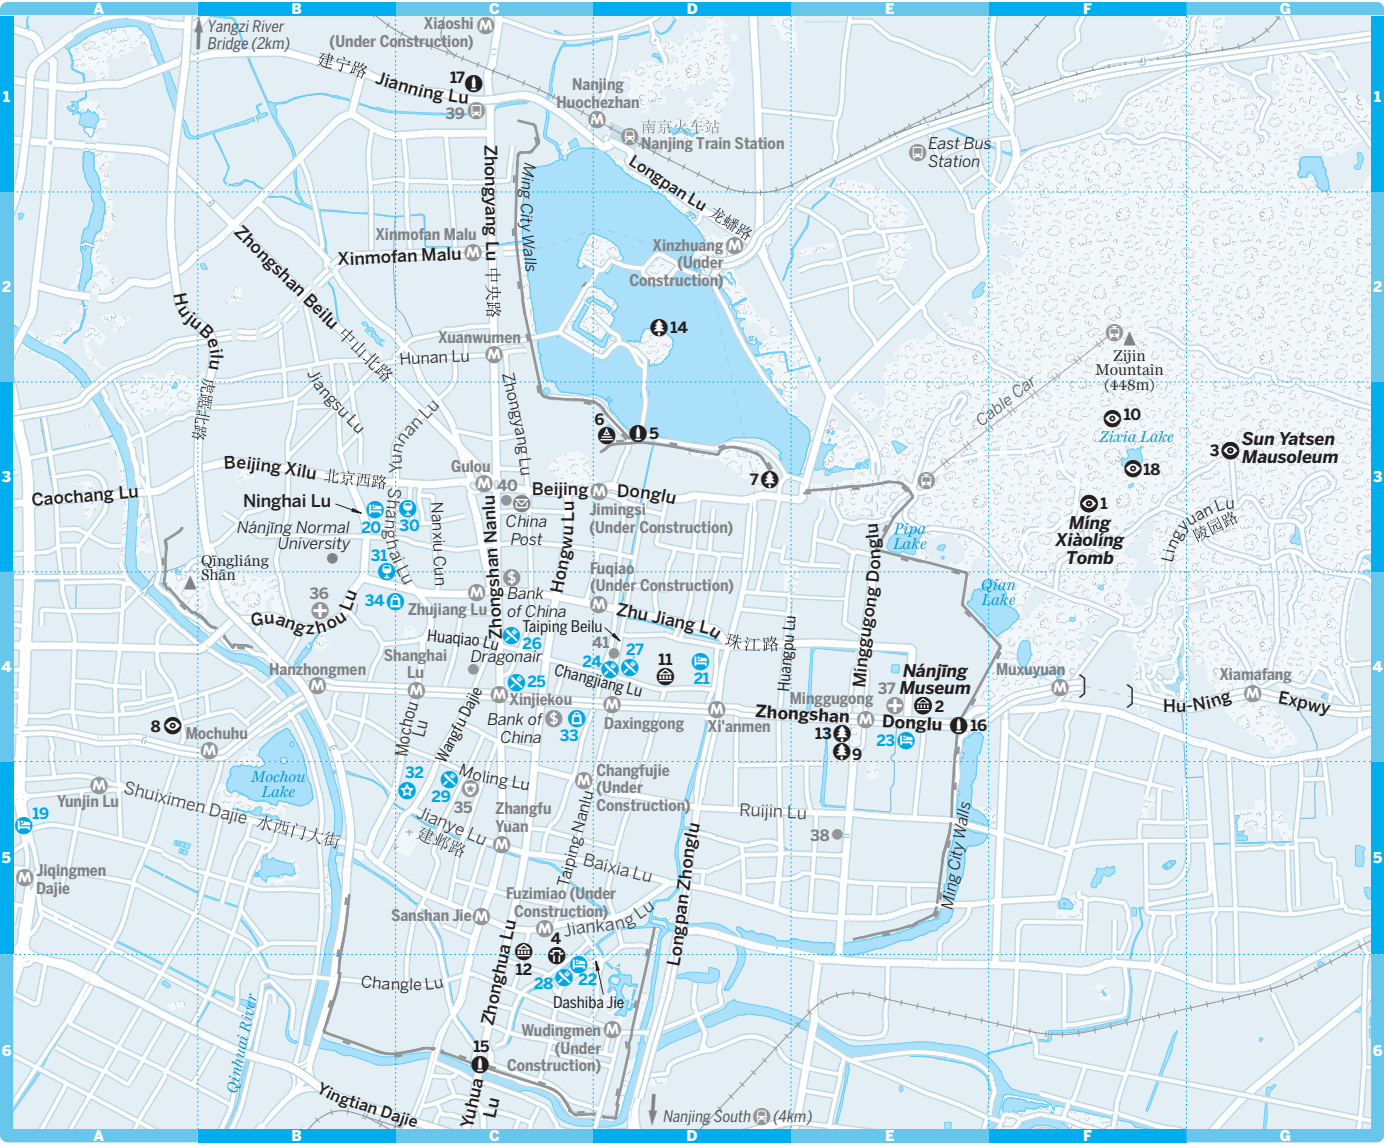 A
B
C
D
E
F
G
Yangzi River
Bridge (2km)
Xiaoshi
(Under Construction)
建宁路
Jianning Lu
17
39
Nanjing
Huochezhan
南京火车站
Nanjing Train Station
East Bus
Station
1
1
Zhongyang Lu
中央路
Ming City Walls
Longpan Lu
龙蟠路
Xinmofan Malu
Xinmofan Malu
Xinzhuang
(Under
Construction)
Zhongshan Beilu
中山北路
Huju Beilu
虎踞北路
2
2
14
Xuanwumen
Hunan Lu
Zijin
Mountain
(448m)
Cable Car
Jiangsu Lu
Yunnan Lu
Zhongyang Lu
6
5
7
10
Zixia Lake
18
3
Sun Yatsen
Mausoleum
1
Míng
Xiàolíng
Tomb
Lingyuan Lu
陵园路
3
3
Caochang Lu
Beijing Xilu
北京西路
Gulou
40
Beijing
Donglu
Ninghai Lu
20
30
Shanghai Lu
Nanxiu Cun
Nánjīng Normal
University
China
Post
Hongwu Lu
Jimingsi
(Under Construction)
Pipa
Lake
Zhongshan Nanlu
31
Qīngliáng
Shān
36
34
Zhujiang Lu
Guangzhou Lu
Bank
of China
Fuqiao
(Under Construction)
Minggugong Donglu
Qian
Lake
Taiping Beilu
Zhu Jiang Lu
珠江路
Huangpu Lu
Huaqiao Lu
26
41
27
Dragonair
24
11
21
4
4
Hanzhongmen
Shanghai
Lu
25
Changjiang Lu
Nánjīng
Museum
37
2
Muxuyuan
Xiamafang
Xinjiekou
Minggugong
Hu-Ning
Expwy
Mochou
Lu
Wangfu Dajie
Bank of
China
33
Daxinggong
Xi'anmen
Zhongshan
Donglu
16
8
Mochuhu
13
23
9
Mochou
Lake
32
29
Moling Lu
35
Changfujie
(Under
Construction)
Yunjin Lu
Shuiximen Dajie
水西门大街
Jianye Lu
建邺路
Zhangfu
Yuan
Taiping Nanlu
Ruijin Lu
38
Ming City Walls
19
5
5
Jiqingmen
Dajie
Baixia Lu
Longpan Zhonglu
Fuzimiao (Under
Construction)
Sanshan Jie
Jiankang Lu
Zhonghua Lu
12
4
28
22
Changle Lu
Dashiba Jie
Qinhuai River
Wudingmen
(Under
Construction)
6
6
15
Yingtian Dajie
Yuhua
Lu
Nanjing South
(4km)
A
B
C
D
E
F
G